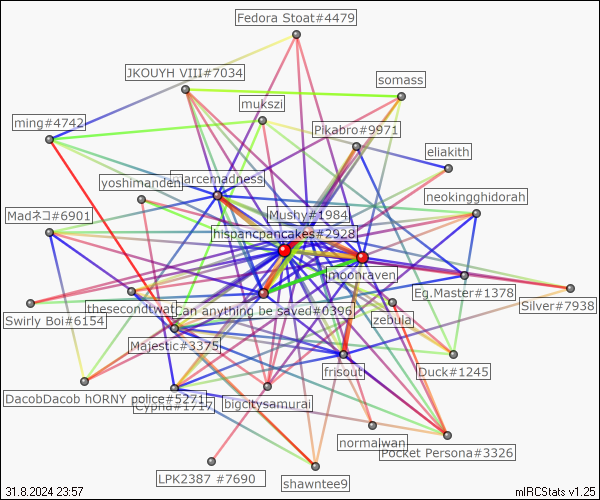 Fedora Stoat#4479
JKOUYH VIII#7034
somass
mukszi
ming#4742
Pikabro#9971
eliakith
arcemadness
yoshimanden
neokingghidorah
Madネコ#6901
Mushy#1984
hispancpancakes#2928
moonraven
Eg.Master#1378
Silver#7938
Swirly Boi#6154
thesecondtwat
Can anything be saved#0396
zebula
Majestic#3375
frisout
Duck#1245
DacobDacob hORNY police#5271
Cypha#1717
bigcitysamurai
normalwan
Pocket Persona#3326
LPK2387 #7690
shawntee9
31.8.2024 23:57
mIRCStats v1.25